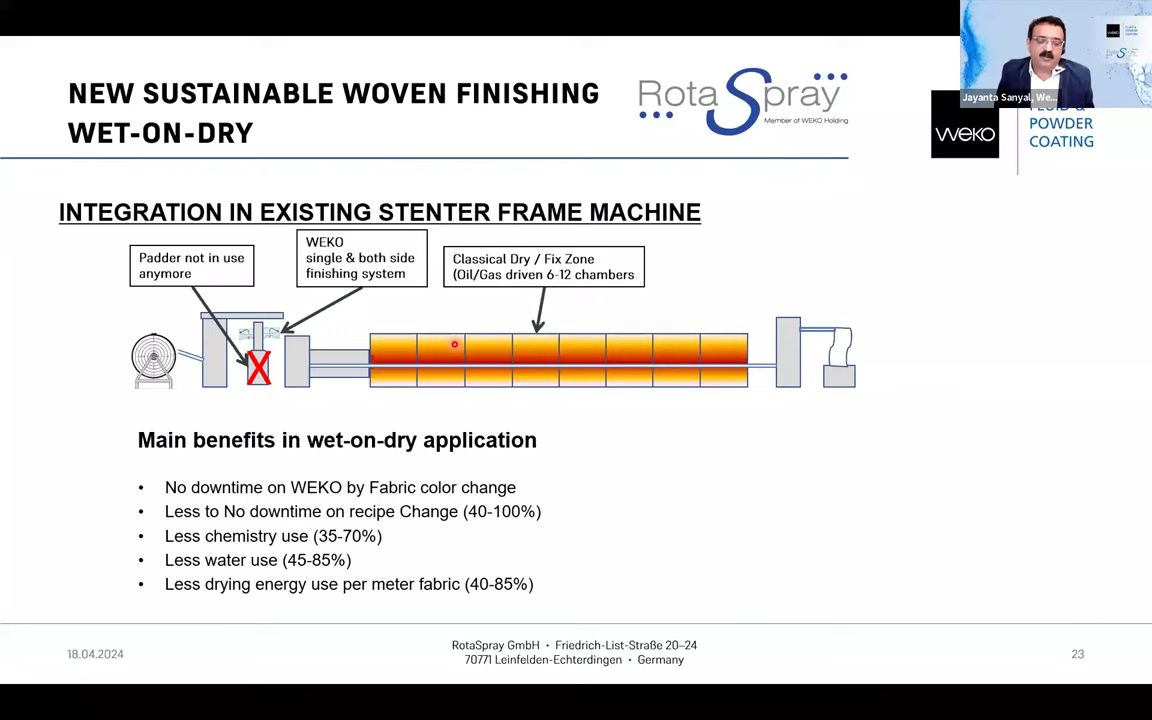 NEW SUSTAINABLE WOVEN FINISHING
WET-ON-DRY
RotaSpray
Member of WEKO Holding
Jayanta Sanyal, We...
weko
FLUID &
POWDER
COATING
INTEGRATION IN EXISTING STENTER FRAME MACHINE
Padder not in use
anymore
WEKO
single & both side
finishing system
Classical Dry / Fix Zone
(Oil/Gas driven 6-12 chambers
X
Main benefits in wet-on-dry application
• No downtime on WEKO by Fabric color change
• Less to No downtime on recipe Change (40-100%)
• Less chemistry use (35-70%)
• Less water use (45-85%)
• Less drying energy use per meter fabric (40-85%)
18.04.2024
RotaSpray GmbH • Friedrich-List-Straße 20–24
70771 Leinfelden-Echterdingen • Germany
23